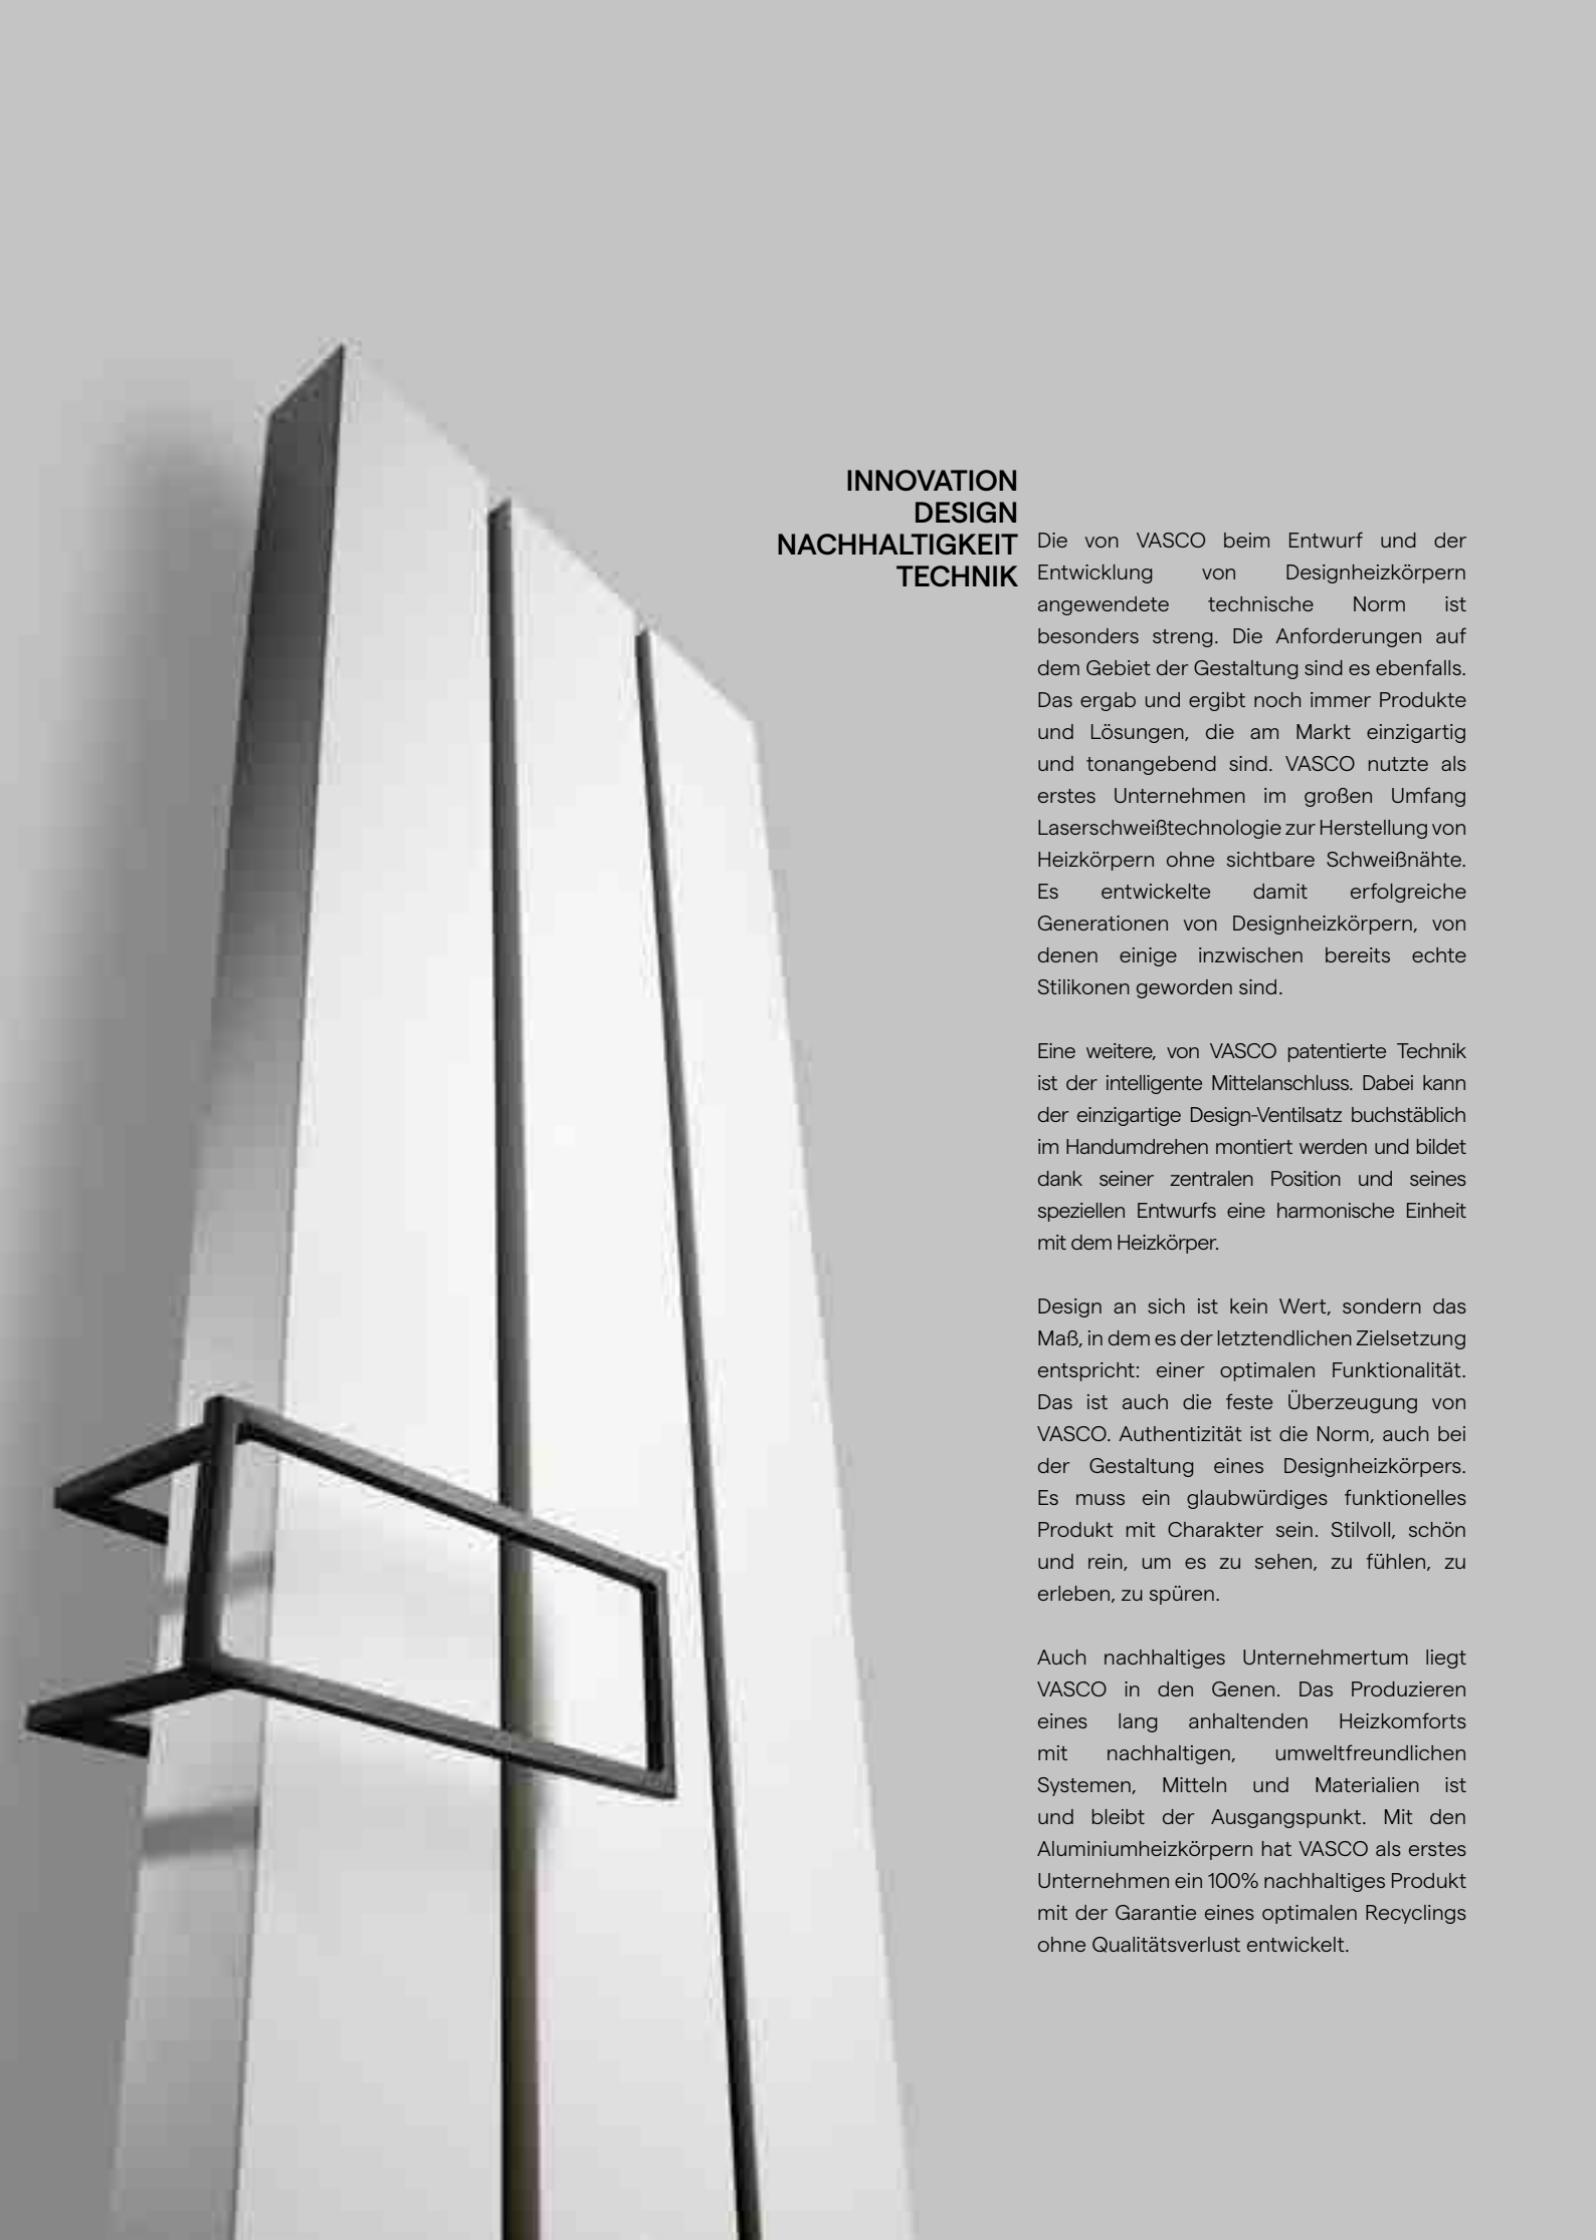 INNOVATION
DESIGN
NACHHALTIGKEIT
TECHNIK
Die von VASCO beim Entwurf und der
Entwicklung von Designheizkörpern
angewendete technische Norm ist
besonders streng. Die Anforderungen auf
dem Gebiet der Gestaltung sind es ebenfalls.
Das ergab und ergibt noch immer Produkte
und Lösungen, die am Markt einzigartig
und tonangebend sind. VASCO nutzte als
erstes Unternehmen im großen Umfang
Laserschweißtechnologie zur Herstellung von
Heizkörpern ohne sichtbare Schweißnähte.
Es entwickelte damit erfolgreiche
Generationen von Designheizkörpern, von
denen einige inzwischen bereits echte
Stilikonen geworden sind.
Eine weitere, von VASCO patentierte Technik
ist der intelligente Mittelanschluss. Dabei kann
der einzigartige Design-Ventilsatz buchstäblich
im Handumdrehen montiert werden und bildet
dank seiner zentralen Position und seines
speziellen Entwurfs eine harmonische Einheit
mit dem Heizkörper.
Design an sich ist kein Wert, sondern das
Maß, in dem es der letztendlichen Zielsetzung
entspricht: einer optimalen Funktionalität.
Das ist auch die feste Überzeugung von
VASCO. Authentizität ist die Norm, auch bei
der Gestaltung eines Designheizkörpers.
Es muss ein glaubwürdiges funktionelles
Produkt mit Charakter sein. Stilvoll, schön
und rein, um es zu sehen, zu fühlen, zu
erleben, zu spüren.
Auch nachhaltiges Unternehmertum liegt
VASCO in den Genen. Das Produzieren
eines lang anhaltenden Heizkomforts
mit nachhaltigen, umweltfreundlichen
Systemen, Mitteln und Materialien ist
und bleibt der Ausgangspunkt. Mit den
Aluminiumheizkörpern hat VASCO als erstes
Unternehmen ein 100% nachhaltiges Produkt
mit der Garantie eines optimalen Recyclings
ohne Qualitätsverlust entwickelt.